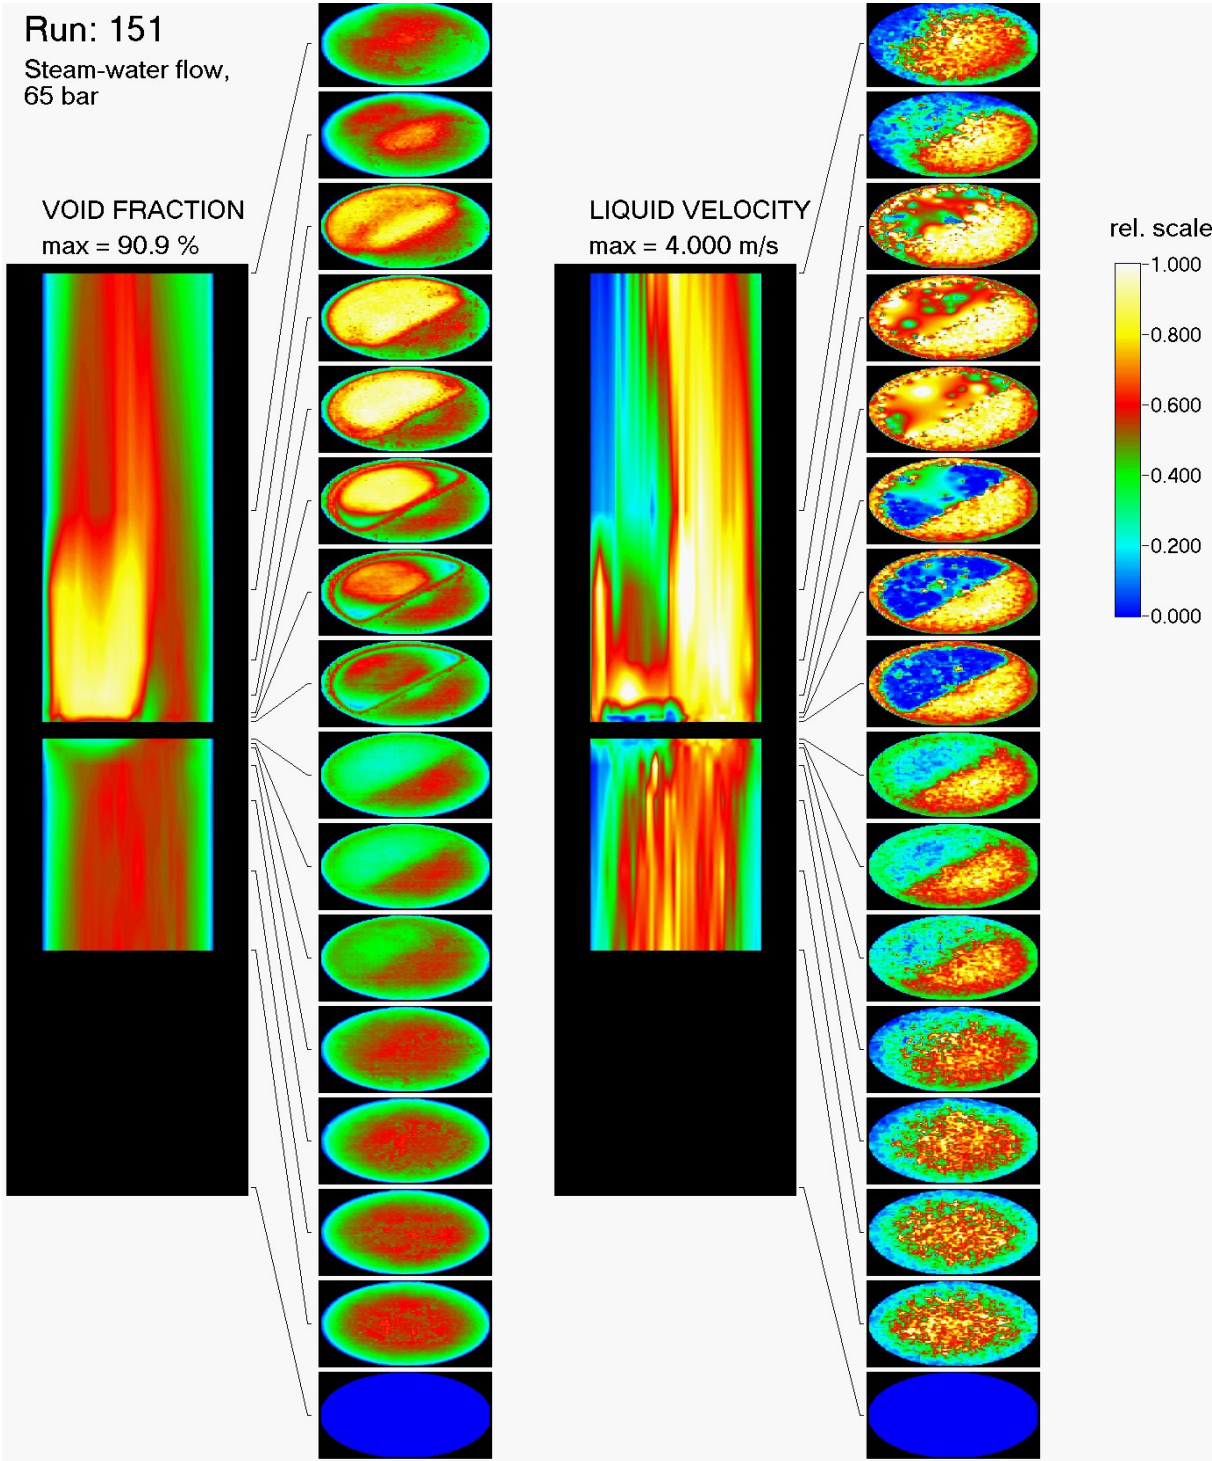 Run: 151
Steam-water flow,
65 bar
VOID FRACTION
max = 90.9 %
LIQUID VELOCITY
max = 4.000 m/s
rel. scale
1.000
0.800
0.600
0.400
0.200
0.000